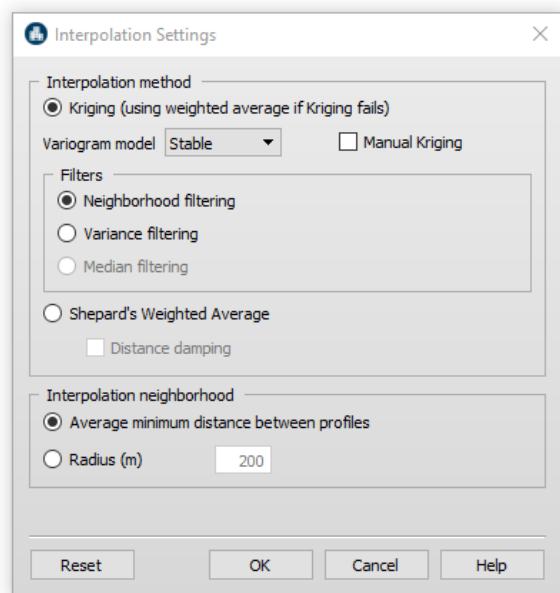 Interpolation Settings
Interpolation method
Kriging (using weighted average if Kriging fails)
Variogram model Stable Manual Kriging
Filters
Neighborhood filtering
Variance filtering
Median filtering
Shepard's Weighted Average
Distance damping
Interpolation neighborhood
Average minimum distance between profiles
Radius (m) 200
Reset OK Cancel Help